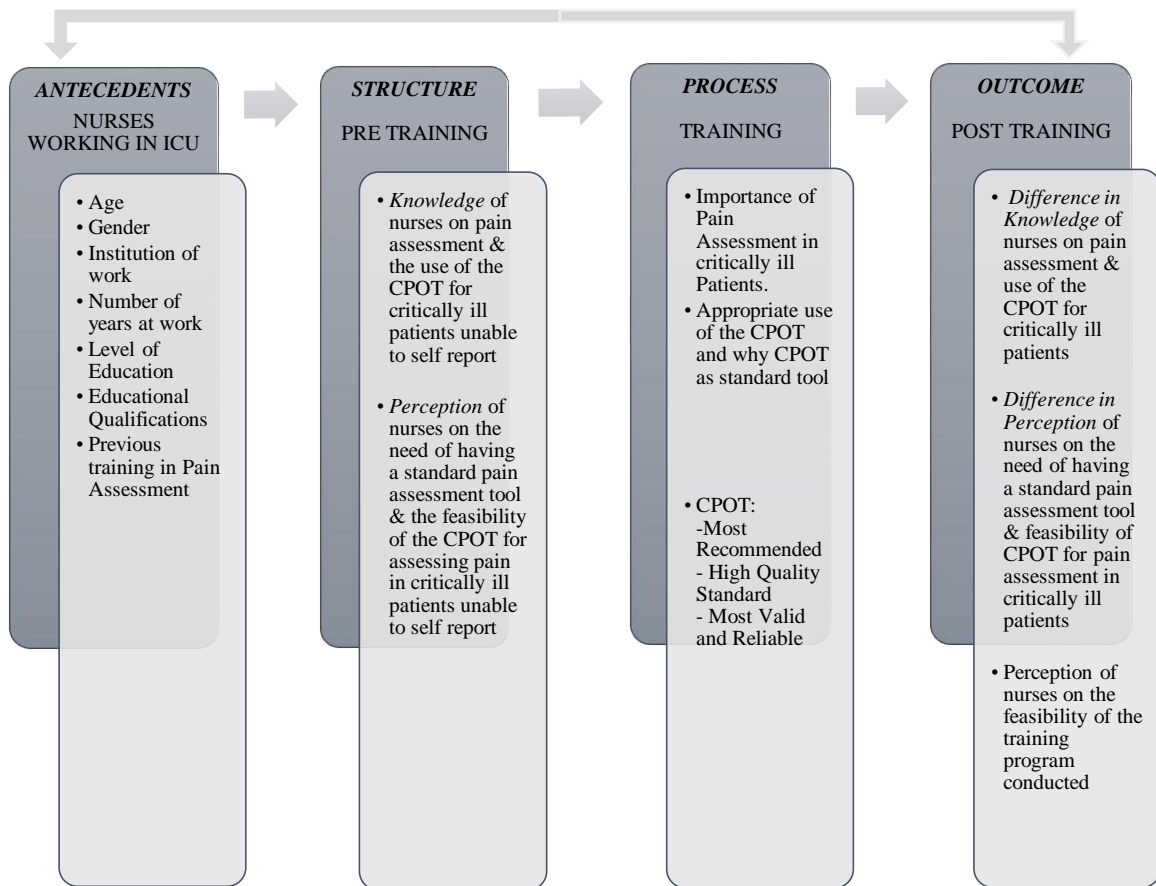 ANTECEDENTS
NURSES
WORKING IN ICU
• Age
• Gender
• Institution of
work
• Number of
years at work
• Level of
Education
• Educational
Qualifications
• Previous
training in Pain
Assessment
STRUCTURE
PRE TRAINING
• Knowledge of
nurses on pain
assessment &
the use of the
CPOT for
critically ill
patients unable
to self report
• Perception of
nurses on the
need of having
a standard pain
assessment tool
& the feasibility
of the CPOT for
assessing pain
in critically ill
patients unable
to self report
PROCESS
TRAINING
• Importance of
Pain
Assessment in
critically ill
Patients.
• Appropriate use
of the CPOT
and why CPOT
as standard tool
• CPOT:
-Most
Recommended
- High Quality
Standard
- Most Valid
and Reliable
OUTCOME
POST TRAINING
• Difference in
Knowledge of
nurses on pain
assessment &
use of the
CPOT for
critically ill
patients
• Difference in
Perception of
nurses on the
need of having
a standard pain
assessment tool
& feasibility of
CPOT for pain
assessment in
critically ill
patients
• Perception of
nurses on the
feasibility of the
training
program
conducted